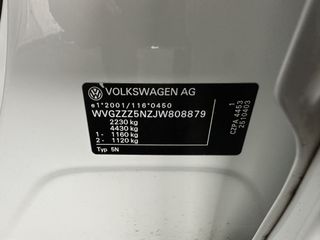 VOLKSWAGEN AG
e1*2001/116*0450
WVGZZZ5NZJW808879
2230 kg
4430 kg
1 - 1160 kg
2 - 1120 kg
Typ 5N
1
CZPA 4453
2510403